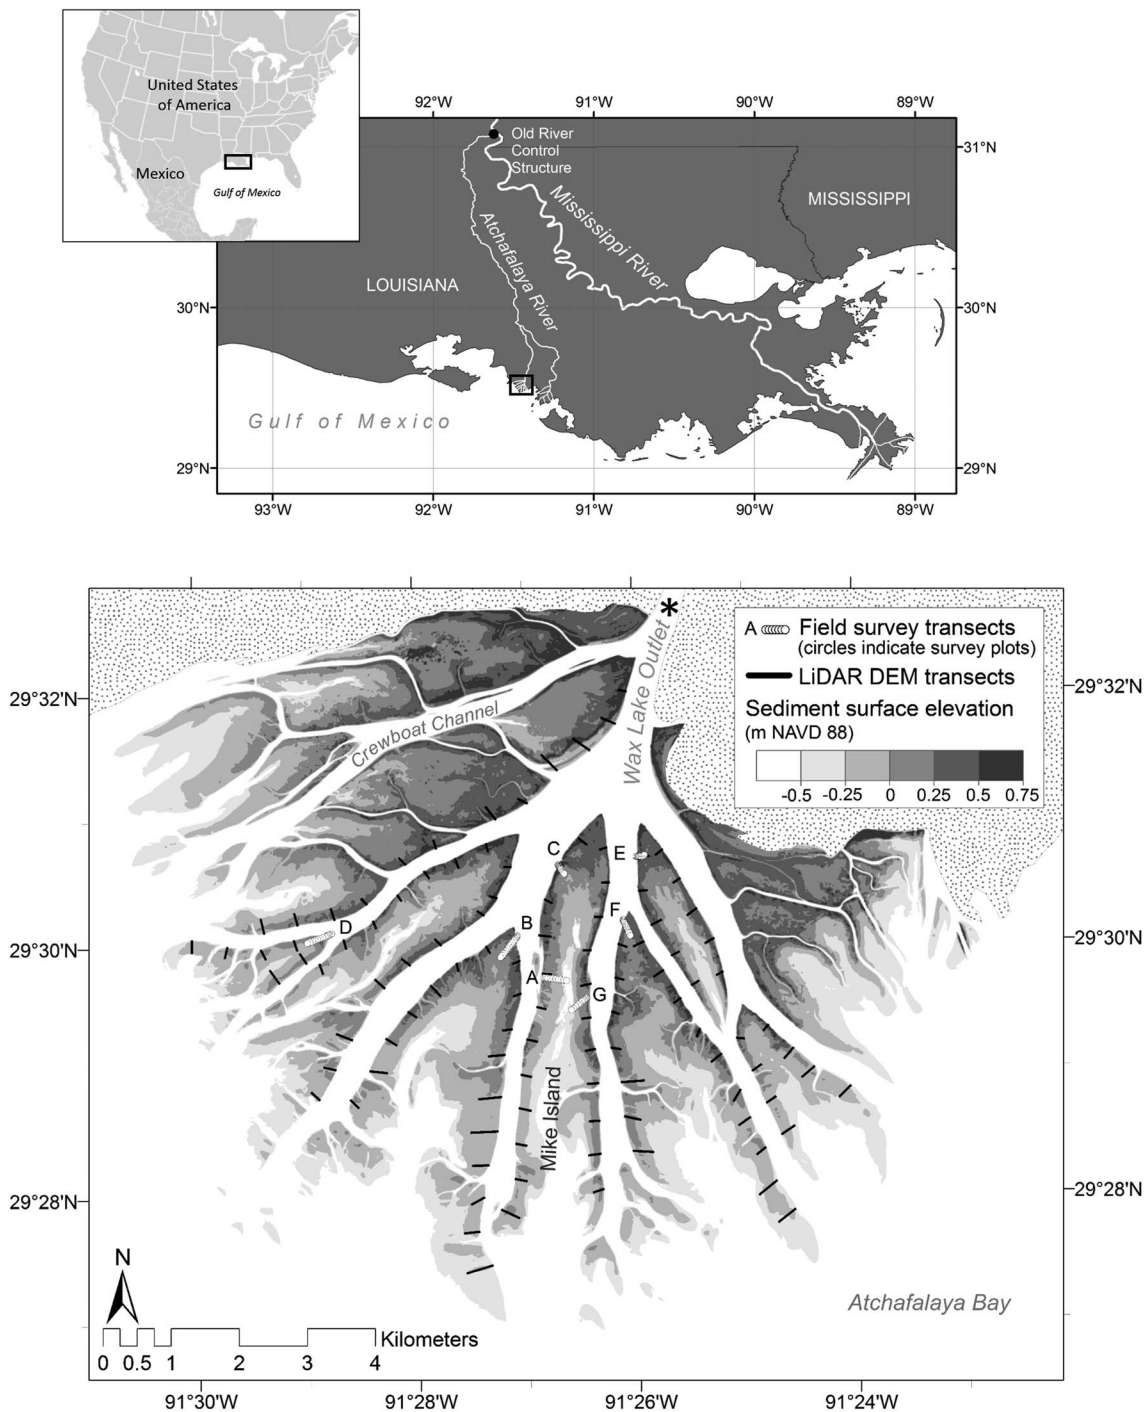 United States
of America
Mexico
Gulf of Mexico
92°W 91°W 90°W 89°W
Old River
Control
Structure
31°N
MISSISSIPPI
Mississippi River
Atchafalaya River
LOUISIANA
30°N 30°N
Gulf of Mexico
29°N 29°N
93°W 92°W 91°W 90°W 89°W
*
A Field survey transects
(circles indicate survey plots)
LiDAR DEM transects
Sediment surface elevation
(m NAVD 88)
-0.5 -0.25 0 0.25 0.5 0.75
29°32'N 29°32'N
Wax Lake Outlet
Crewboat Channel
C
E
F
B
D
29°30'N 29°30'N
A
G
Mike Island
29°28'N 29°28'N
N
Atchafalaya Bay
Kilometers
0 0.5 1 2 3 4
91°30'W 91°28'W 91°26'W 91°24'W